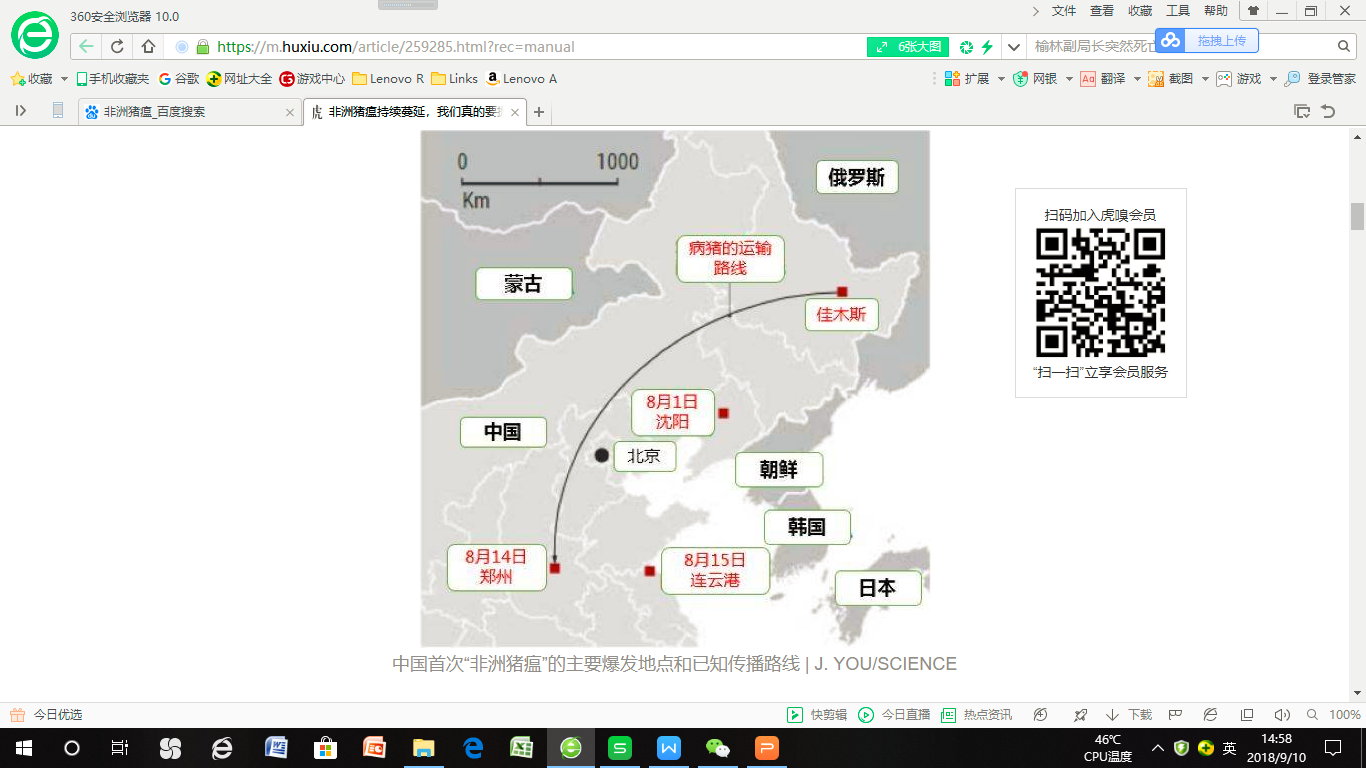 360安全浏览器 10.0
文件 查看 收藏 工具 帮助
https://m.huxiu.com/article/259285.html?rec=manual
6张大图
榆林副局长突然死亡
拖拽上传
收藏
手机收藏夹
谷歌
网址大全
游戏中心
Lenovo R
Links
Lenovo A
扩展
网银
翻译
截图
游戏
登录管家
非洲猪瘟_百度搜索
非洲猪瘟持续蔓延，我们真的要
0 1000
Km
俄罗斯
病猪的运输
路线
蒙古
佳木斯
8月1日
沈阳
中国
北京
朝鲜
韩国
8月14日
郑州
8月15日
连云港
日本
中国首次“非洲猪瘟”的主要爆发地点和已知传播路线 | J. YOU/SCIENCE
扫码加入虎嗅会员
“扫一扫”立享会员服务
今日优选
快剪辑
今日直播
热点资讯
下载
100%
46℃
CPU温度
英
14:58
2018/9/10